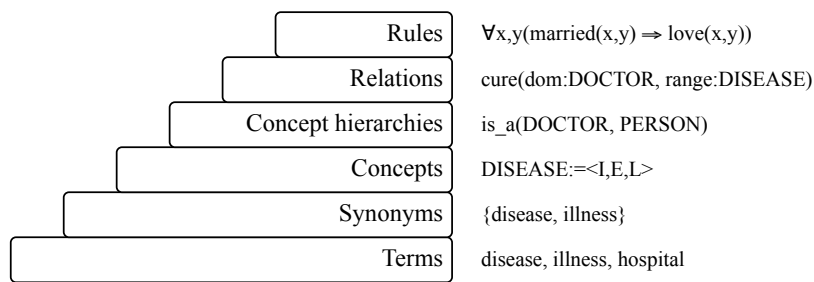 Rules ∀x,y(married(x,y) ⇒ love(x,y))
Relations cure(dom:DOCTOR, range:DISEASE)
Concept hierarchies is_a(DOCTOR, PERSON)
Concepts DISEASE:=<I,E,L>
Synonyms {disease, illness}
Terms disease, illness, hospital